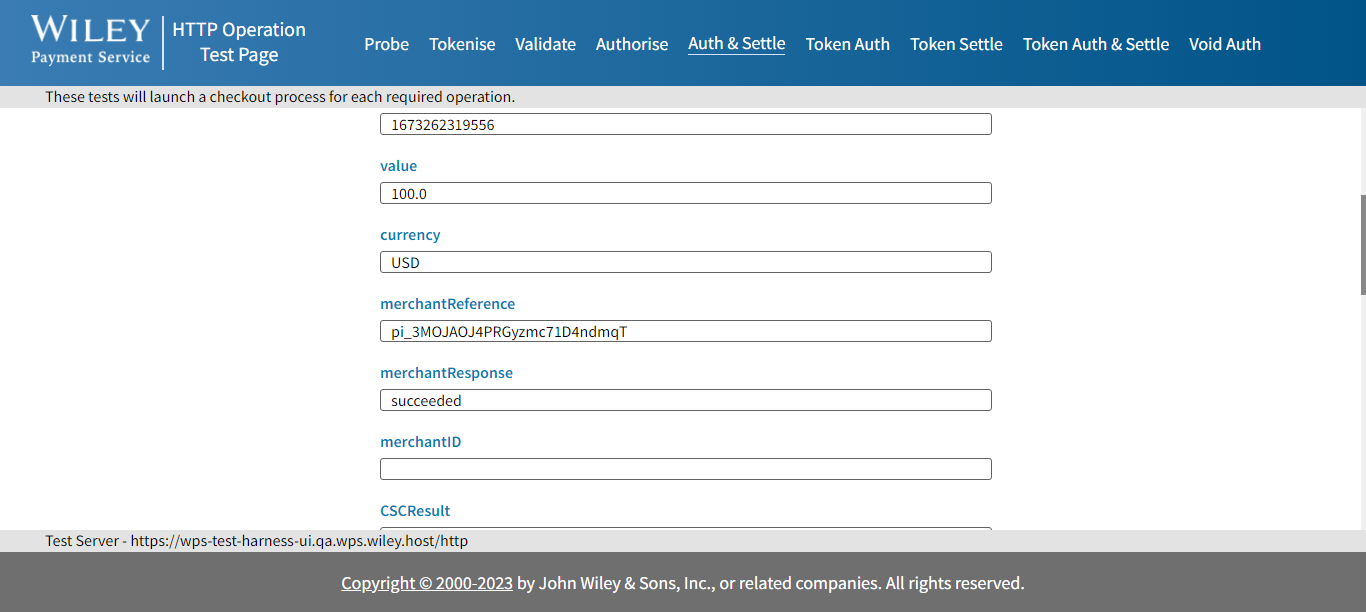 WILEY
Payment Service
HTTP Operation
Test Page
Probe Tokenise Validate Authorise Auth & Settle Token Auth Token Settle Token Auth & Settle Void Auth
These tests will launch a checkout process for each required operation.
1673262319556
value
100.0
currency
USD
merchantReference
pi_3MOJAOJ4PRGyzmc71D4ndmqT
merchantResponse
succeeded
merchantID
CSCResult
Test Server - https://wps-test-harness-ui.qa.wps.wiley.host/http
Copyright © 2000-2023 by John Wiley & Sons, Inc., or related companies. All rights reserved.